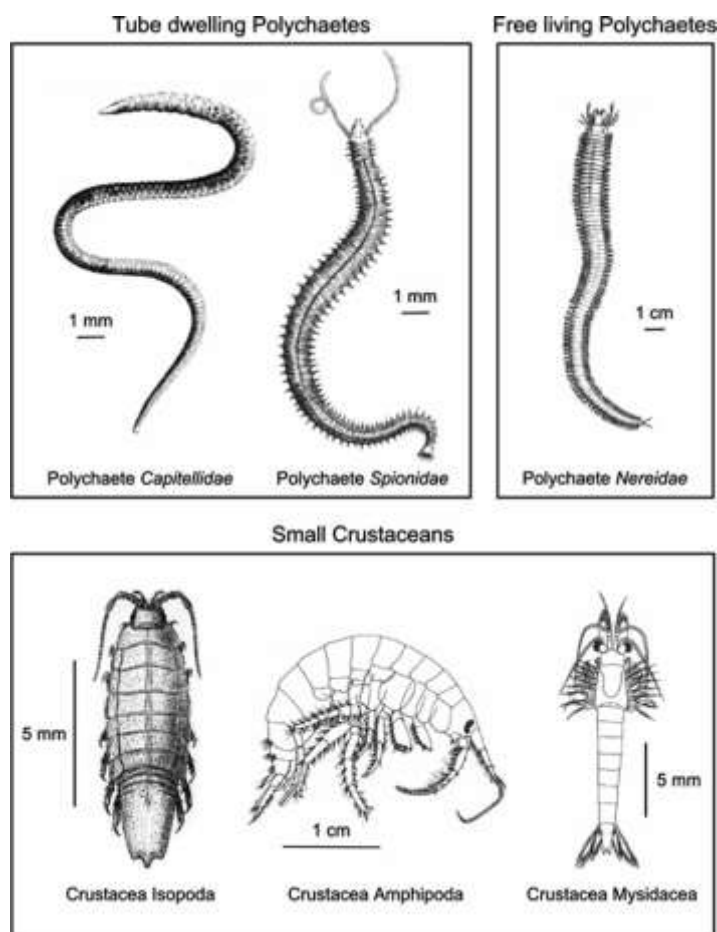 Tube dwelling Polychaetes
Free living Polychaetes
1 mm
1 mm
1 cm
Polychaete Capitellidae
Polychaete Spionidae
Polychaete Nereidae
Small Crustaceans
5 mm
1 cm
5 mm
Crustacea Isopoda
Crustacea Amphipoda
Crustacea Mysidacea